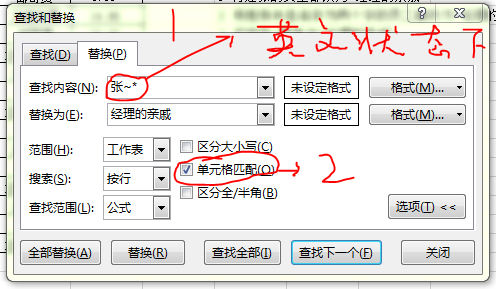 查找和替换
1
英文状态下
查找(D)
替换(P)
查找内容(N):
张~*
未设定格式
格式(M)...
替换为(E):
经理的亲戚
未设定格式
格式(M)...
范围(H):
工作表
区分大小写(C)
搜索(S):
按行
单元格匹配(O)
2
查找范围(L):
公式
区分全/半角(B)
选项(T) <<
全部替换(A)
替换(R)
查找全部(I)
查找下一个(F)
关闭